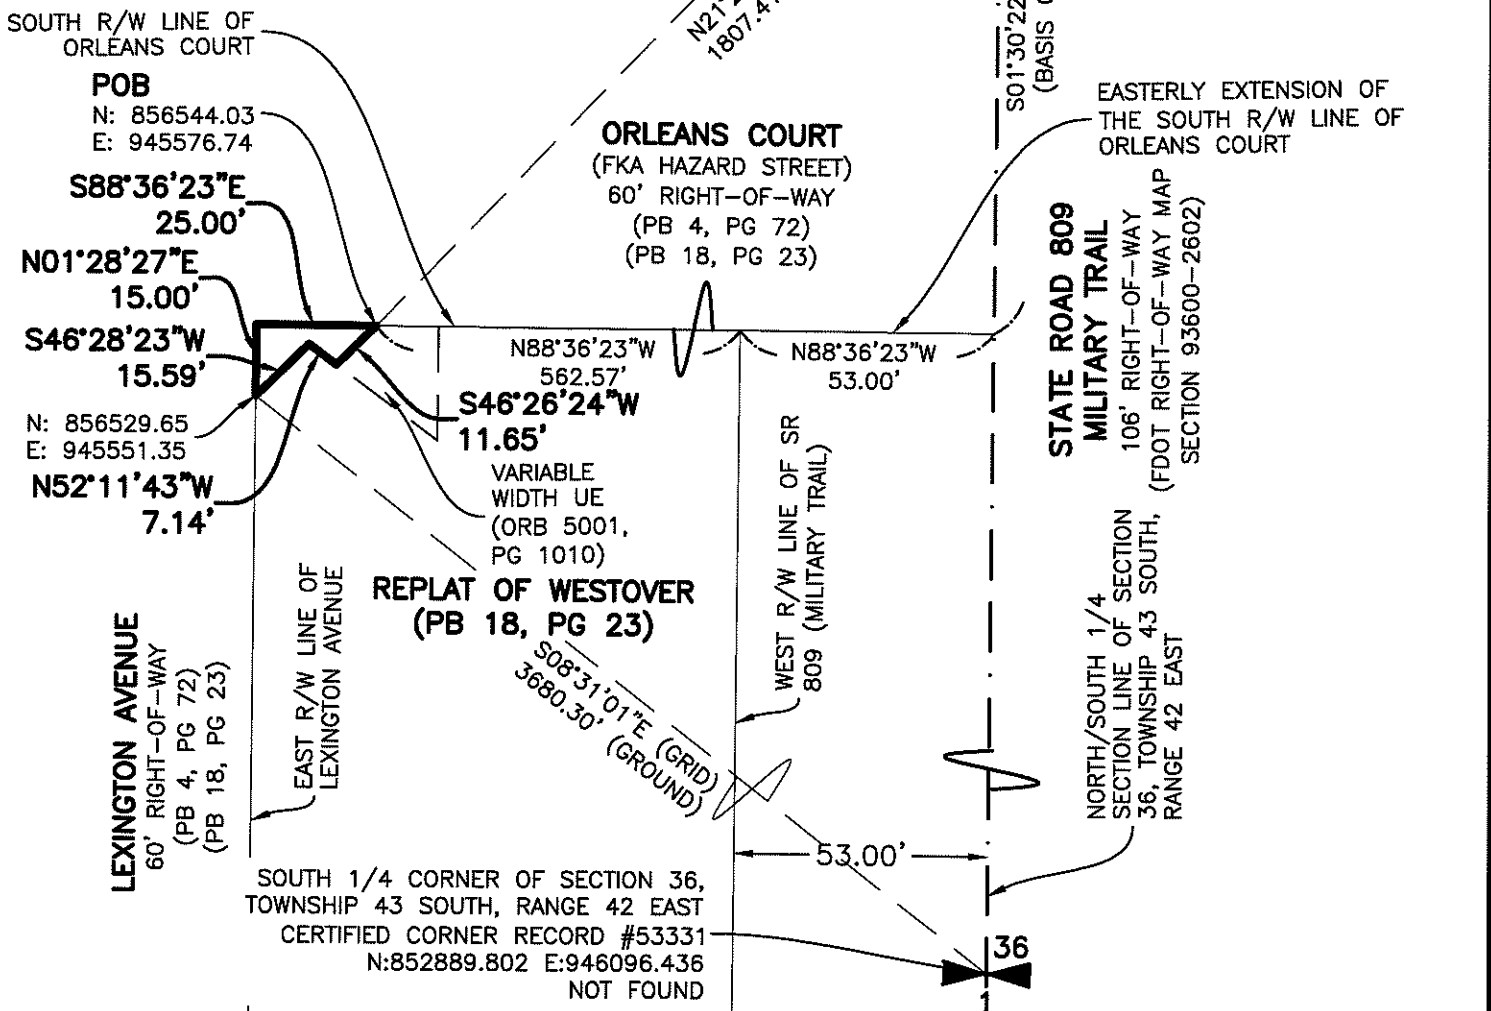 SOUTH R/W LINE OF
ORLEANS COURT
POB
N: 856544.03
E: 945576.74
S88°36'23"E
25.00'
N01°28'27"E
15.00'
S46°28'23"W
15.59'
N: 856529.65
E: 945551.35
N52°11'43"W
7.14'
1807.4
S01°30'22
(BASIS
ORLEANS COURT
(FKA HAZARD STREET)
60' RIGHT-OF-WAY
(PB 4, PG 72)
(PB 18, PG 23)
EASTERLY EXTENSION OF
THE SOUTH R/W LINE OF
ORLEANS COURT
N88°36'23"W
562.57'
N88°36'23"W
53.00'
S46°26'24"W
11.65'
VARIABLE
WIDTH UE
(ORB 5001,
PG 1010)
STATE ROAD 809
MILITARY TRAIL
106' RIGHT-OF-WAY
(FDOT RIGHT-OF-WAY MAP
SECTION 93600-2602)
REPLAT OF WESTOVER
(PB 18, PG 23)
S08°31'01"E (GRID)
3680.30' (GROUND)
WEST R/W LINE OF SR
809 (MILITARY TRAIL)
NORTH/SOUTH 1/4
SECTION LINE OF SECTION
36, TOWNSHIP 43 SOUTH,
RANGE 42 EAST
LEXINGTON AVENUE
60' RIGHT-OF-WAY
(PB 4, PG 72)
(PB 18, PG 23)
EAST R/W LINE OF
LEXINGTON AVENUE
53.00'
SOUTH 1/4 CORNER OF SECTION 36,
TOWNSHIP 43 SOUTH, RANGE 42 EAST
CERTIFIED CORNER RECORD #53331
N:852889.802 E:946096.436
NOT FOUND
36
1